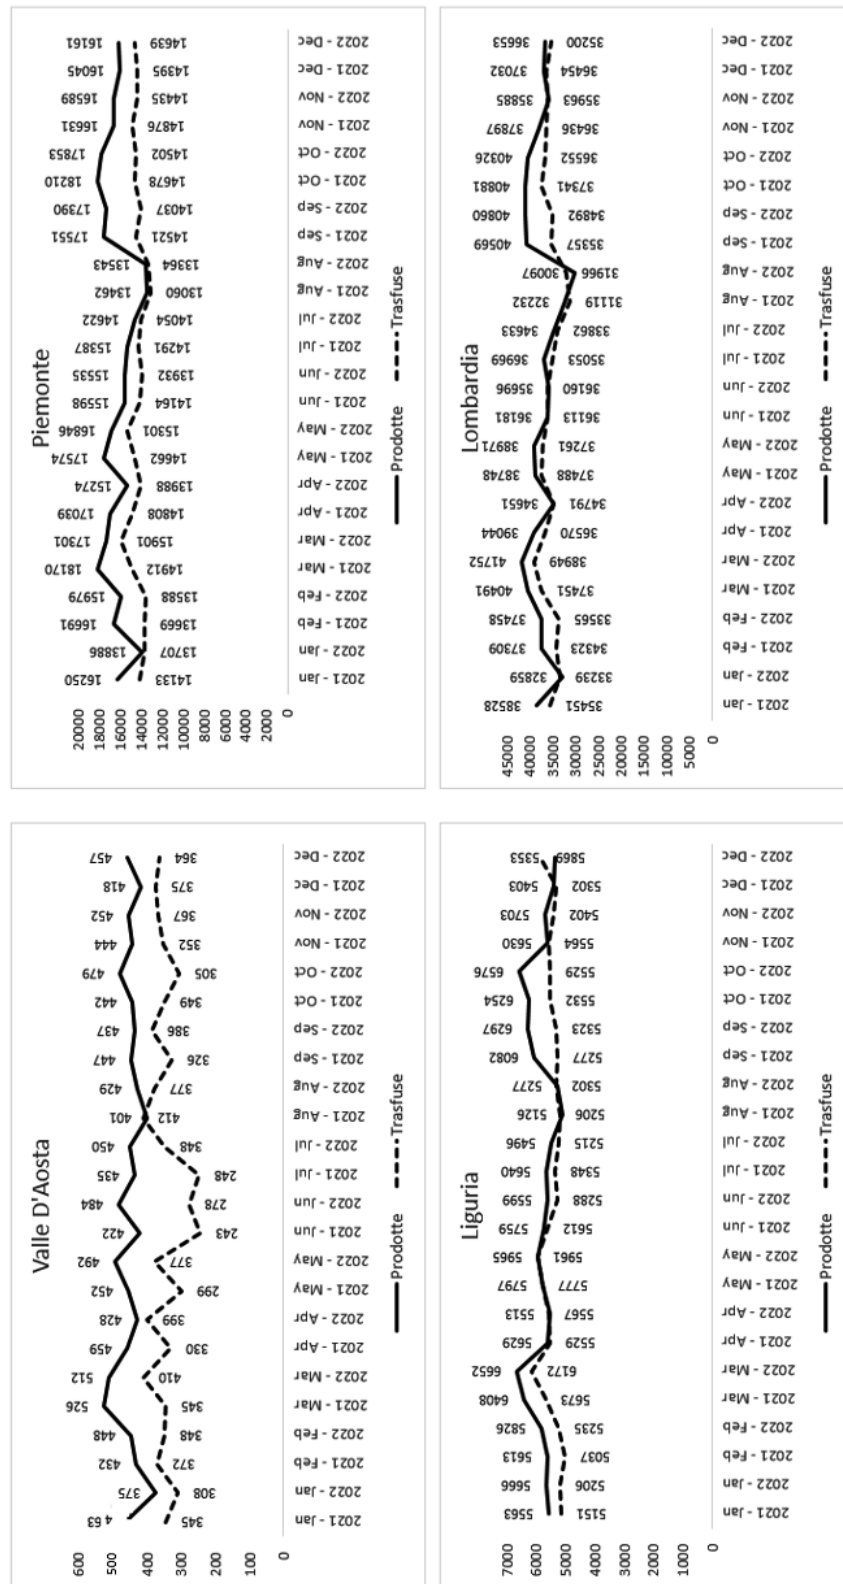 Valle D'Aosta
600
500
400
300
200
100
0
4 63 375 432 448 526 512 459 428 452 492 422 484 435 450 401 429 447 437 442 479 444 452 418 457
345 308 372 348 345 410 330 399 299 377 243 278 248 348 412 377 326 386 349 305 352 367 375 364
2021 - Jan
2022 - Jan
2021 - Feb
2022 - Feb
2021 - Mar
2022 - Mar
2021 - Apr
2022 - Apr
2021 - May
2022 - May
2021 - Jun
2022 - Jun
2021 - Jul
2022 - Jul
2021 - Aug
2022 - Aug
2021 - Sep
2022 - Sep
2021 - Oct
2022 - Oct
2021 - Nov
2022 - Nov
2021 - Dec
2022 - Dec
Prodotte Trasfuse
Piemonte
20000
18000
16000
14000
12000
10000
8000
6000
4000
2000
0
16250 13886 16691 15979 18170 17301 17039 15274 17574 16846 15598 15535 15387 14622 13462 13543 17551 17390 18210 17853 16631 16589 16045 16161
14133 13707 13669 13588 14912 15901 14808 13988 14662 15301 14164 13932 14291 14054 13060 13364 14521 14037 14678 14502 14876 14435 14395 14639
2021 - Jan
2022 - Jan
2021 - Feb
2022 - Feb
2021 - Mar
2022 - Mar
2021 - Apr
2022 - Apr
2021 - May
2022 - May
2021 - Jun
2022 - Jun
2021 - Jul
2022 - Jul
2021 - Aug
2022 - Aug
2021 - Sep
2022 - Sep
2021 - Oct
2022 - Oct
2021 - Nov
2022 - Nov
2021 - Dec
2022 - Dec
Prodotte Trasfuse
Liguria
7000
6000
5000
4000
3000
2000
1000
0
5563 5666 5613 5826 6408 6652 5629 5513 5797 5965 5759 5599 5640 5496 5126 5277 6082 6297 6254 6576 5630 5703 5403 5353
5151 5206 5037 5235 5673 6172 5529 5567 5777 5961 5612 5288 5348 5215 5206 5302 5277 5323 5532 5529 5564 5402 5302 5869
2021 - Jan
2022 - Jan
2021 - Feb
2022 - Feb
2021 - Mar
2022 - Mar
2021 - Apr
2022 - Apr
2021 - May
2022 - May
2021 - Jun
2022 - Jun
2021 - Jul
2022 - Jul
2021 - Aug
2022 - Aug
2021 - Sep
2022 - Sep
2021 - Oct
2022 - Oct
2021 - Nov
2022 - Nov
2021 - Dec
2022 - Dec
Prodotte Trasfuse
Lombardia
45000
40000
35000
30000
25000
20000
15000
10000
5000
0
38528 32859 37309 37458 40491 41752 39044 34651 38748 38971 36181 35696 36969 34633 32232 30097 40569 40860 40881 40326 37897 35885 37032 36653
35451 33239 34323 33565 37451 38949 36570 34791 37488 37261 36113 36160 35053 33862 31119 31966 35357 34892 37341 36552 36436 35963 36454 35200
2021 - Jan
2022 - Jan
2021 - Feb
2022 - Feb
2021 - Mar
2022 - Mar
2021 - Apr
2022 - Apr
2021 - May
2022 - May
2021 - Jun
2022 - Jun
2021 - Jul
2022 - Jul
2021 - Aug
2022 - Aug
2021 - Sep
2022 - Sep
2021 - Oct
2022 - Oct
2021 - Nov
2022 - Nov
2021 - Dec
2022 - Dec
Prodotte Trasfuse